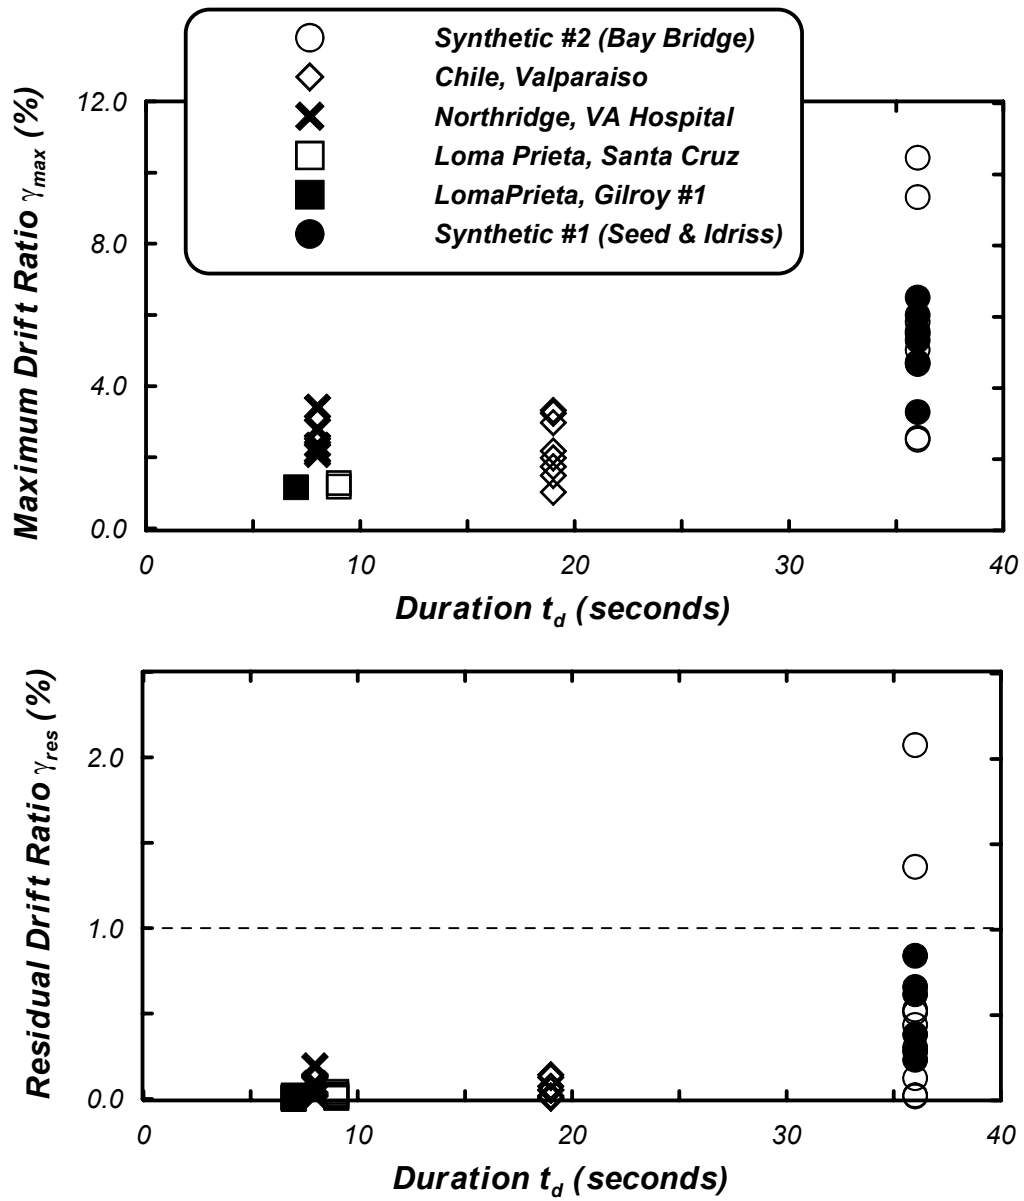 Synthetic #2 (Bay Bridge)
Chile, Valparaiso
Northridge, VA Hospital
Loma Prieta, Santa Cruz
LomaPrieta, Gilroy #1
Synthetic #1 (Seed & Idriss)
Maximum Drift Ratio γmax (%)
12.0
8.0
4.0
0.0
0 10 20 30 40
Duration td (seconds)
Residual Drift Ratio γres (%)
2.0
1.0
0.0
0 10 20 30 40
Duration td (seconds)